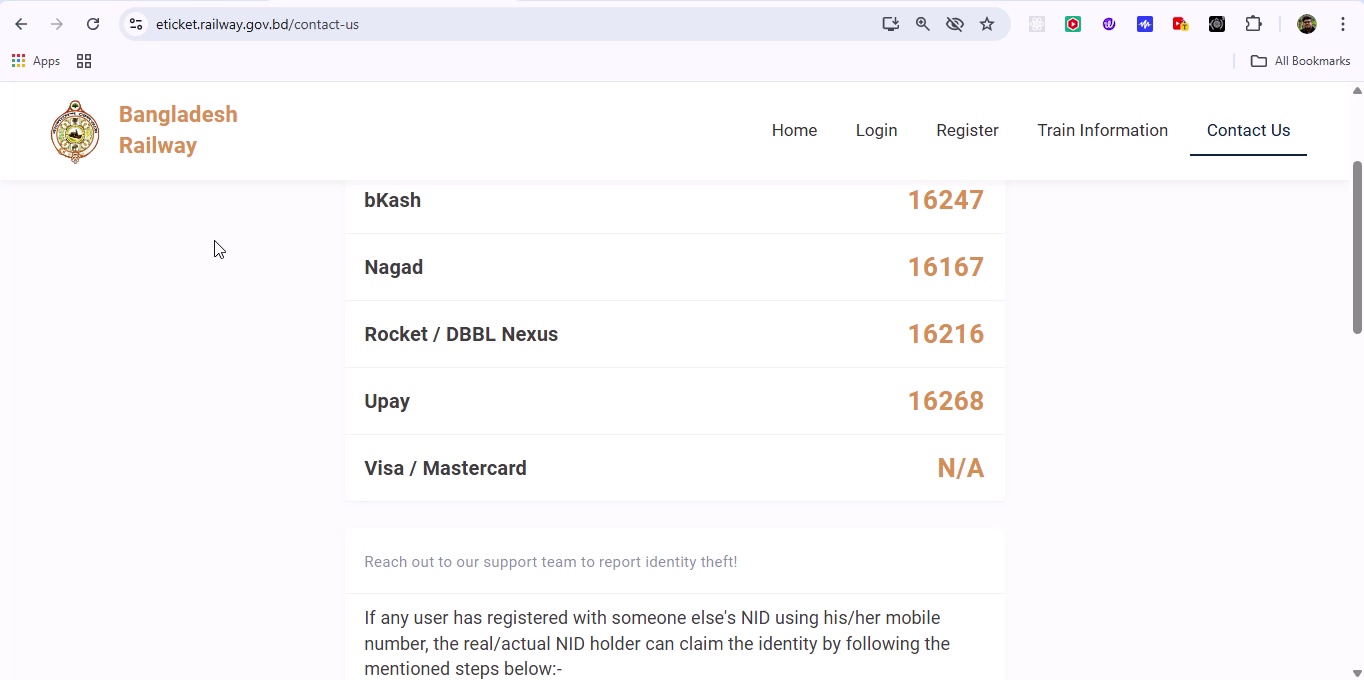 eticket.railway.gov.bd/contact-us
Apps
All Bookmarks
Bangladesh
Railway
Home
Login
Register
Train Information
Contact Us
bKash 16247
Nagad 16167
Rocket / DBBL Nexus 16216
Upay 16268
Visa / Mastercard N/A
Reach out to our support team to report identity theft!
If any user has registered with someone else's NID using his/her mobile
number, the real/actual NID holder can claim the identity by following the
mentioned steps below:-